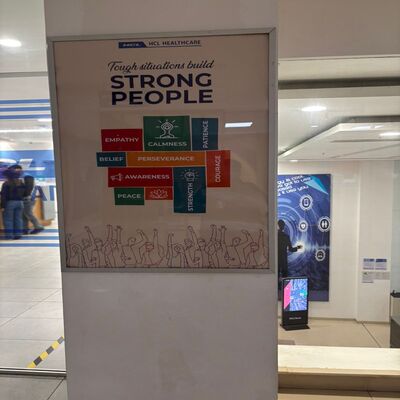 HCL HEALTHCARE
Tough situations build
STRONG
PEOPLE
EMPATHY
CALMNESS
PATIENCE
BELIEF
PERSEVERANCE
COURAGE
AWARENESS
STRENGTH
PEACE